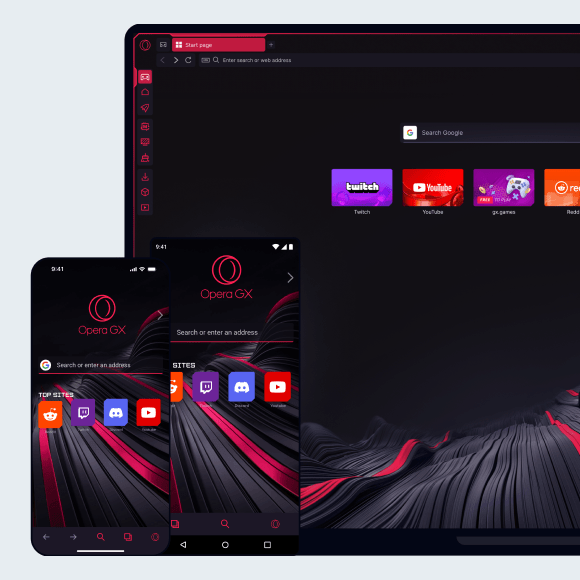 Start page
Enter search or web address
G Search Google
twitch
YouTube
FREE TO PLAY
re
Twitch
YouTube
gx.games
Redd
9:41
Opera GX
Search or enter an address
SITES
Discord
Youtube
9:41
Opera GX
G Search or enter an address
TOP SITES
Reddit
Twitch
Discord
Youtube